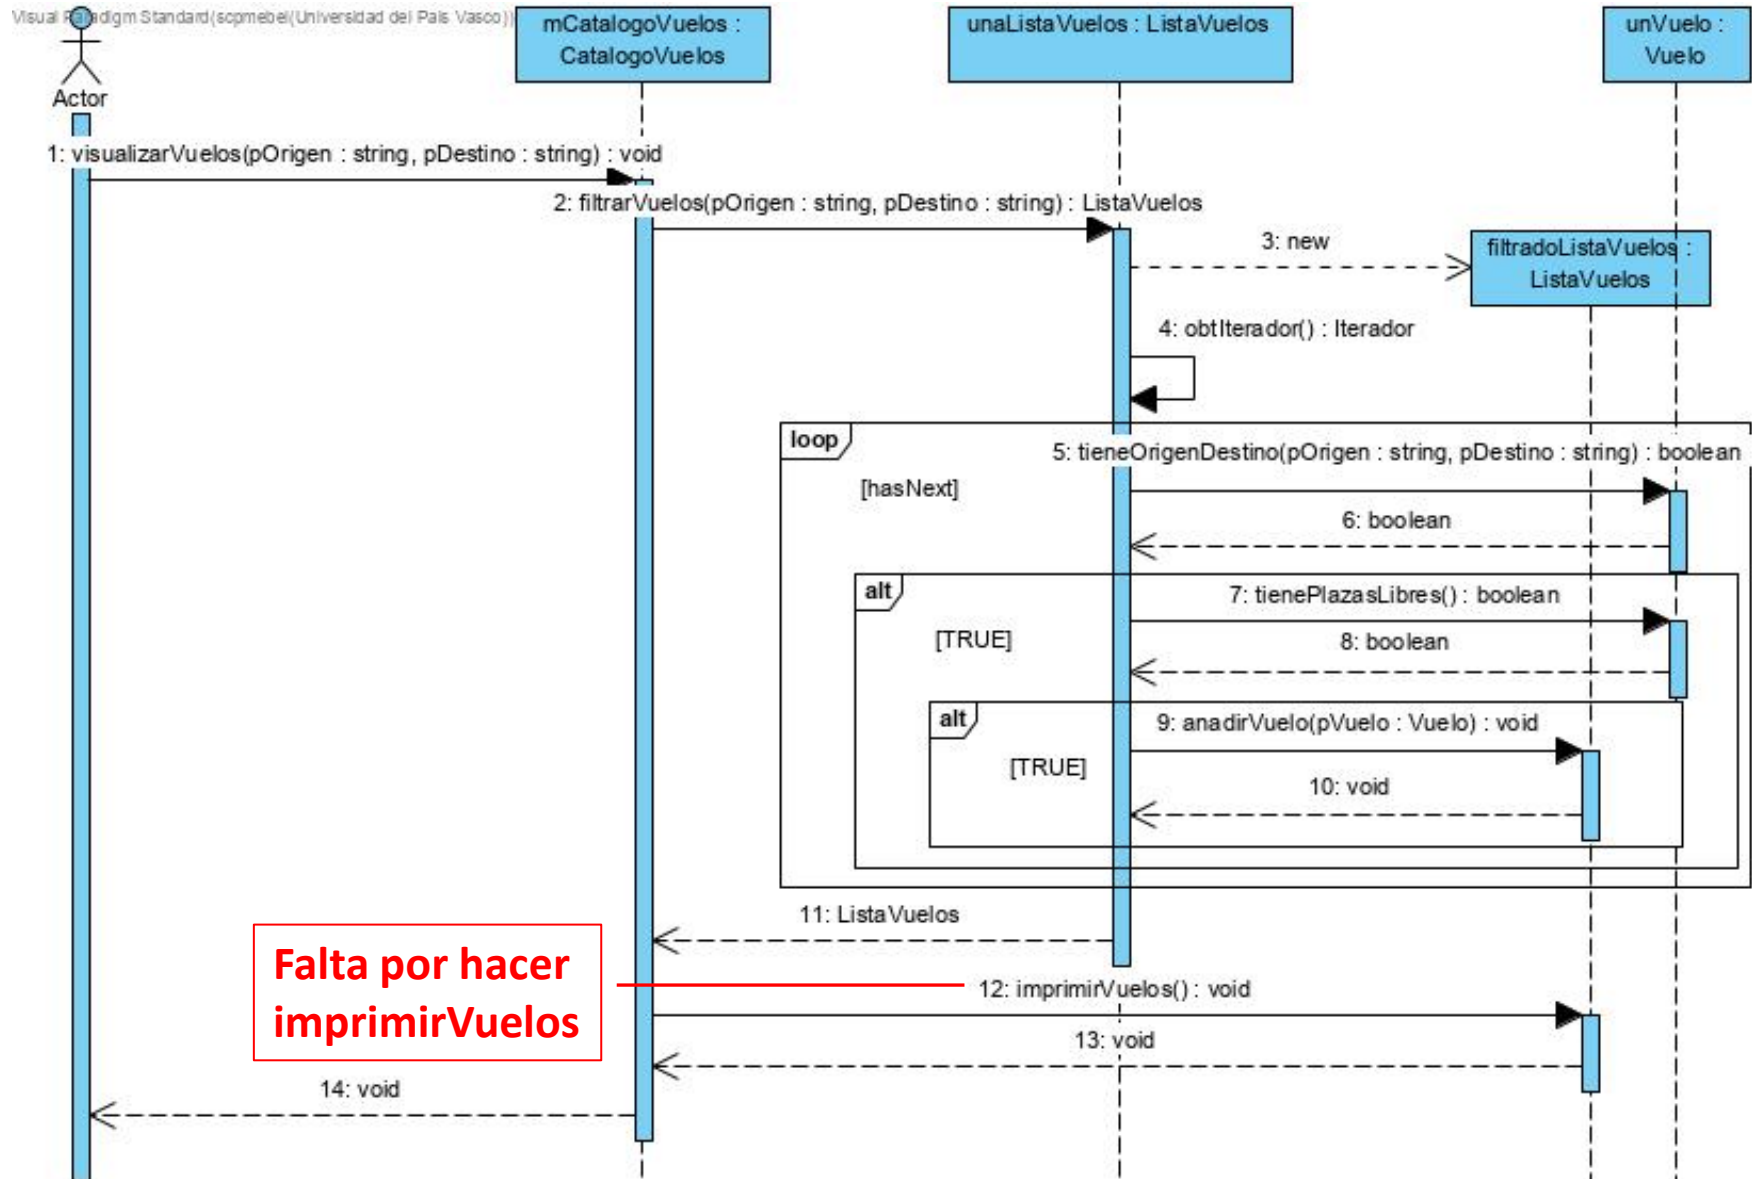 Visual Paradigm Standard(scpmebel(Universidad del Pais Vasco))
mCatalogoVuelos :
CatalogoVuelos
unaListaVuelos : ListaVuelos
unVuelo :
Vuelo
Actor
1: visualizarVuelos(pOrigen : string, pDestino : string) : void
2: filtrarVuelos(pOrigen : string, pDestino : string) : ListaVuelos
3: new
filtradoListaVuelos :
ListaVuelos
4: obtIterador() : Iterador
loop
5: tieneOrigenDestino(pOrigen : string, pDestino : string) : boolean
[hasNext]
6: boolean
alt
7: tienePlazasLibres() : boolean
[TRUE]
8: boolean
alt
9: anadirVuelo(pVuelo : Vuelo) : void
[TRUE]
10: void
11: ListaVuelos
Falta por hacer
imprimirVuelos
12: imprimirVuelos() : void
13: void
14: void